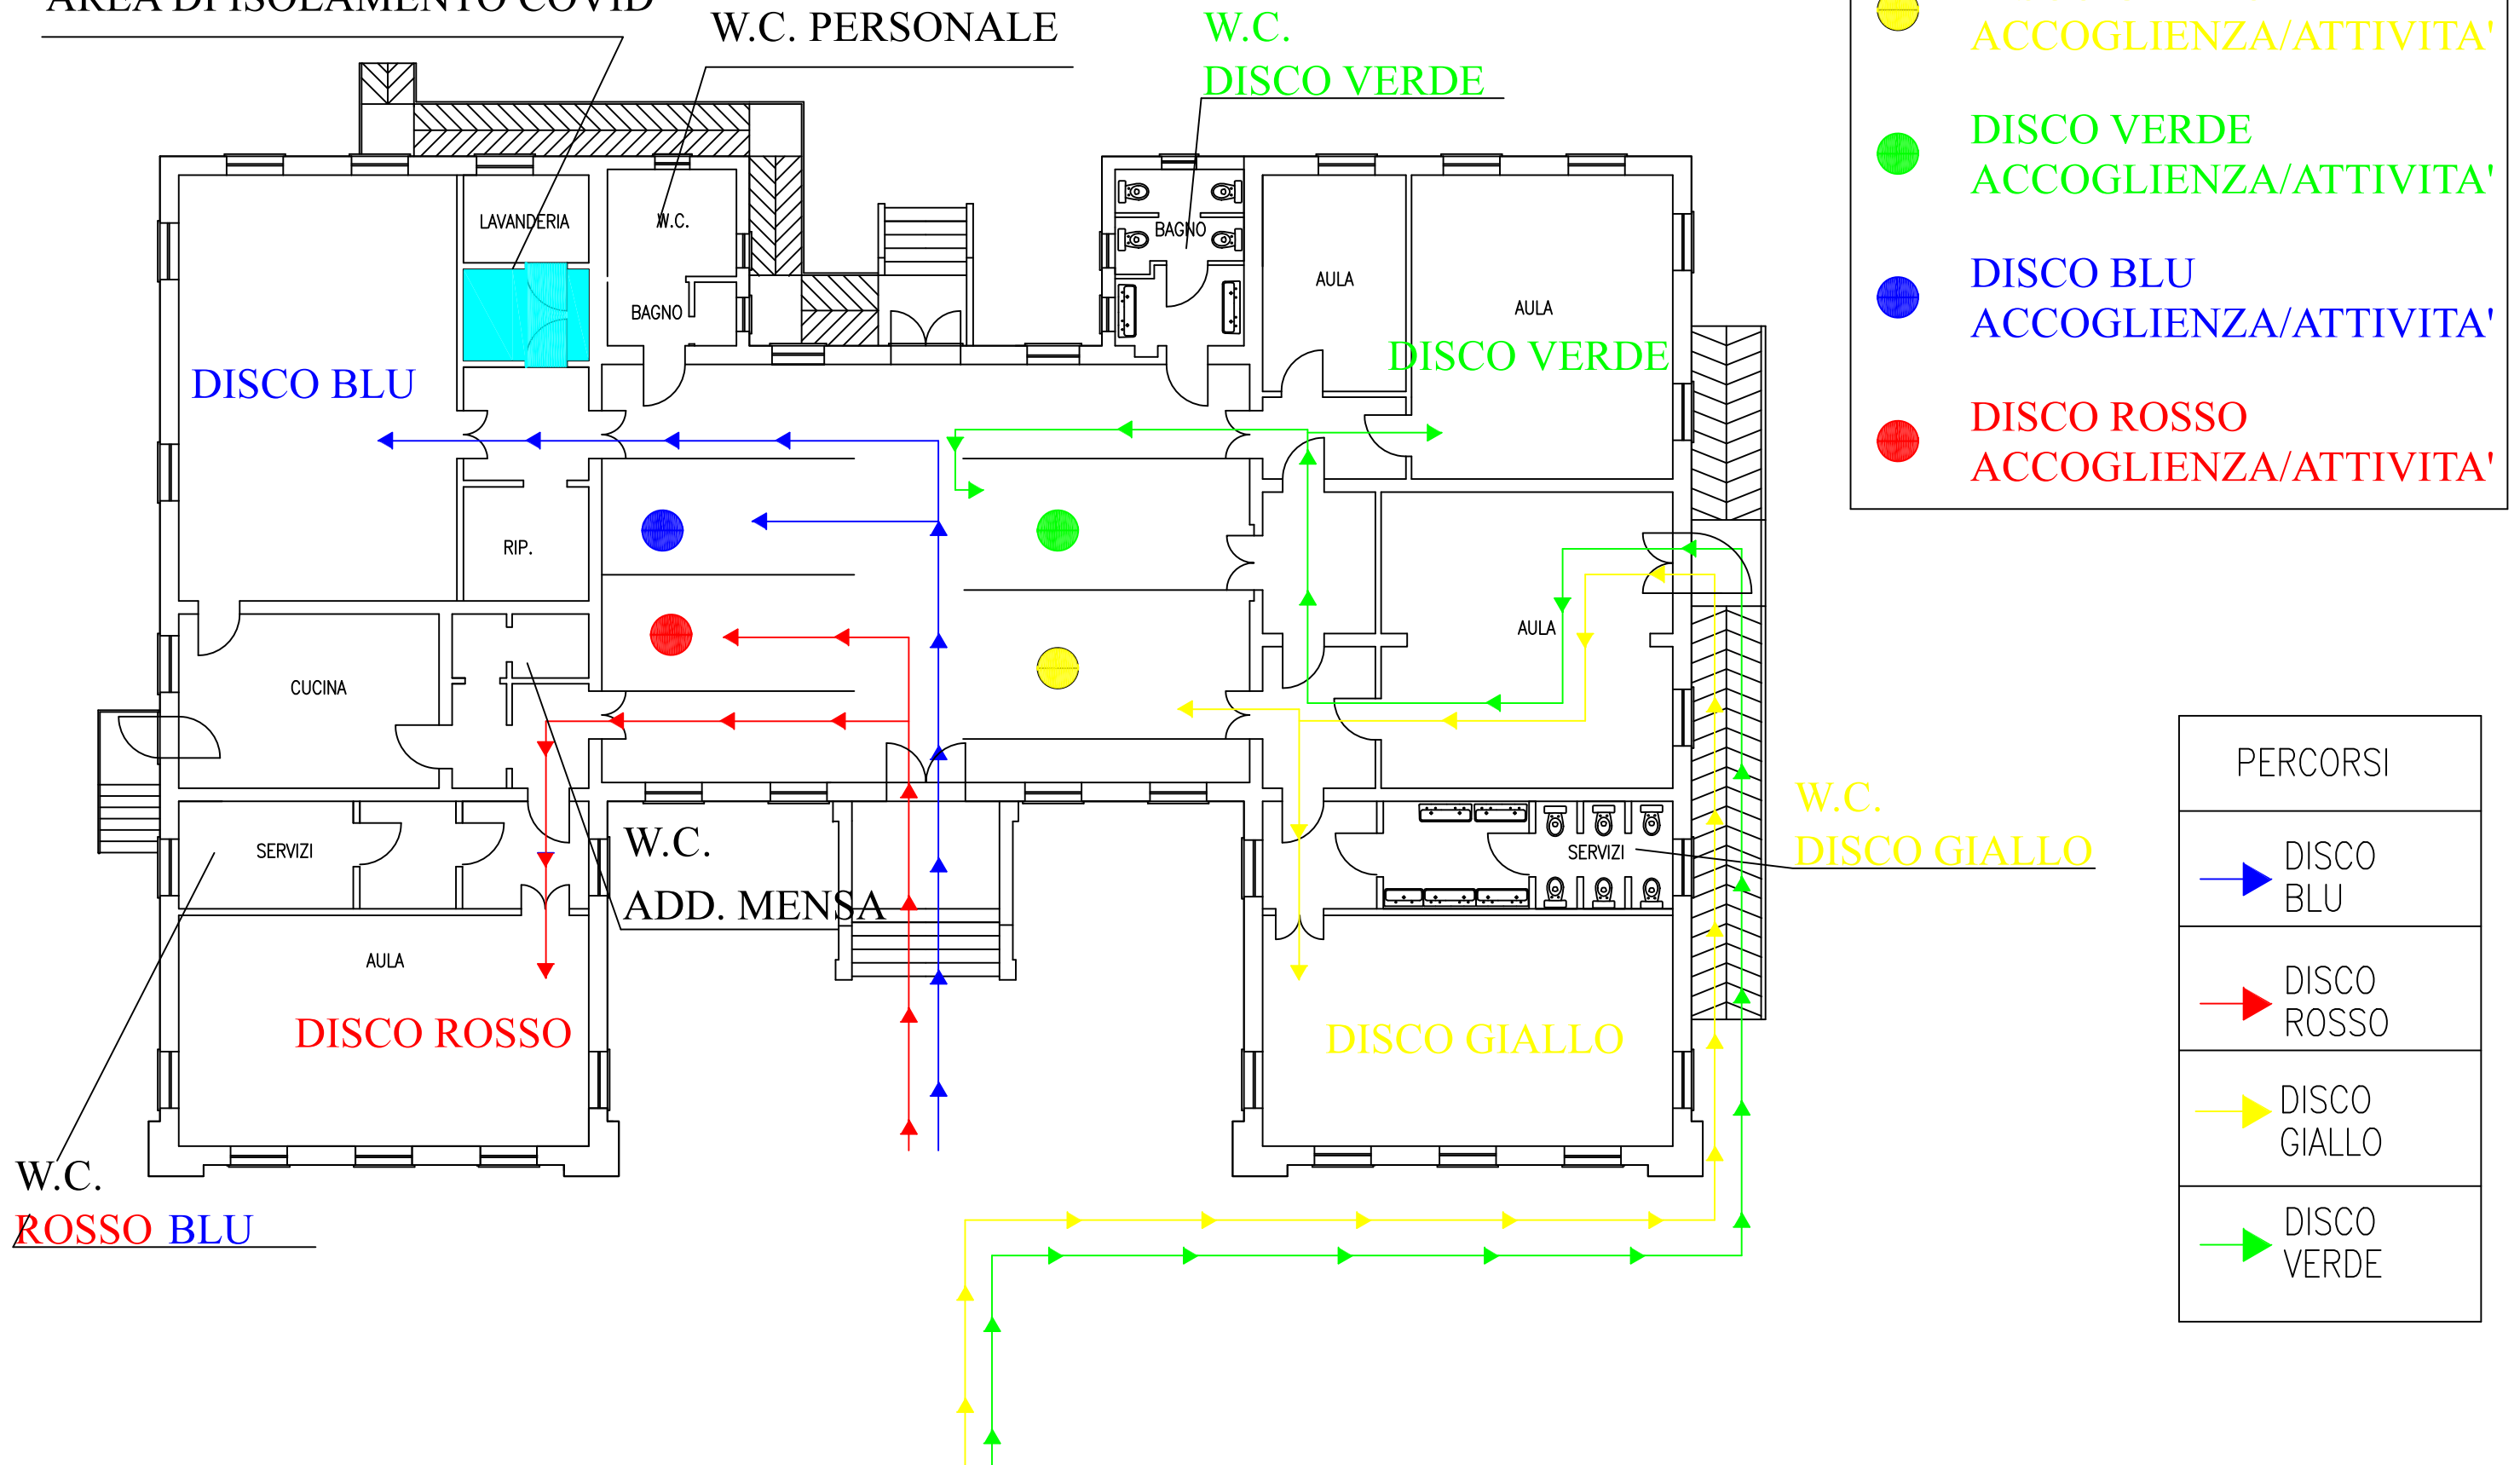 AREA DI ISOLAMENTO COVID
W.C. PERSONALE
W.C.
DISCO VERDE
ACCOGLIENZA/ATTIVITA'
DISCO VERDE
ACCOGLIENZA/ATTIVITA'
DISCO BLU
ACCOGLIENZA/ATTIVITA'
DISCO ROSSO
ACCOGLIENZA/ATTIVITA'
LAVANDERIA
W.C.
BAGNO
BAGNO
AULA
AULA
DISCO VERDE
DISCO BLU
RIP.
AULA
CUCINA
SERVIZI
W.C.
ADD. MENSA
SERVIZI
W.C.
DISCO GIALLO
AULA
DISCO ROSSO
DISCO GIALLO
W.C.
ROSSO BLU
PERCORSI
DISCO
BLU
DISCO
ROSSO
DISCO
GIALLO
DISCO
VERDE